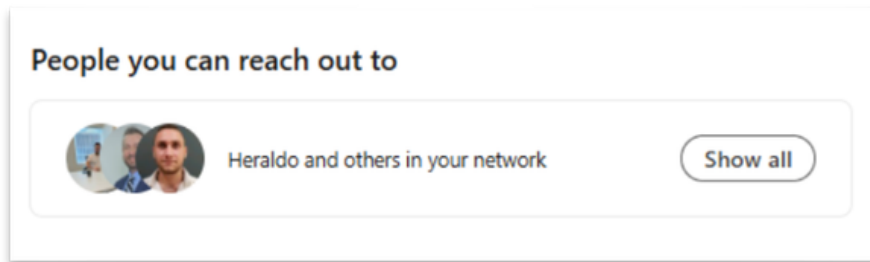 People you can reach out to
Heraldo and others in your network
Show all